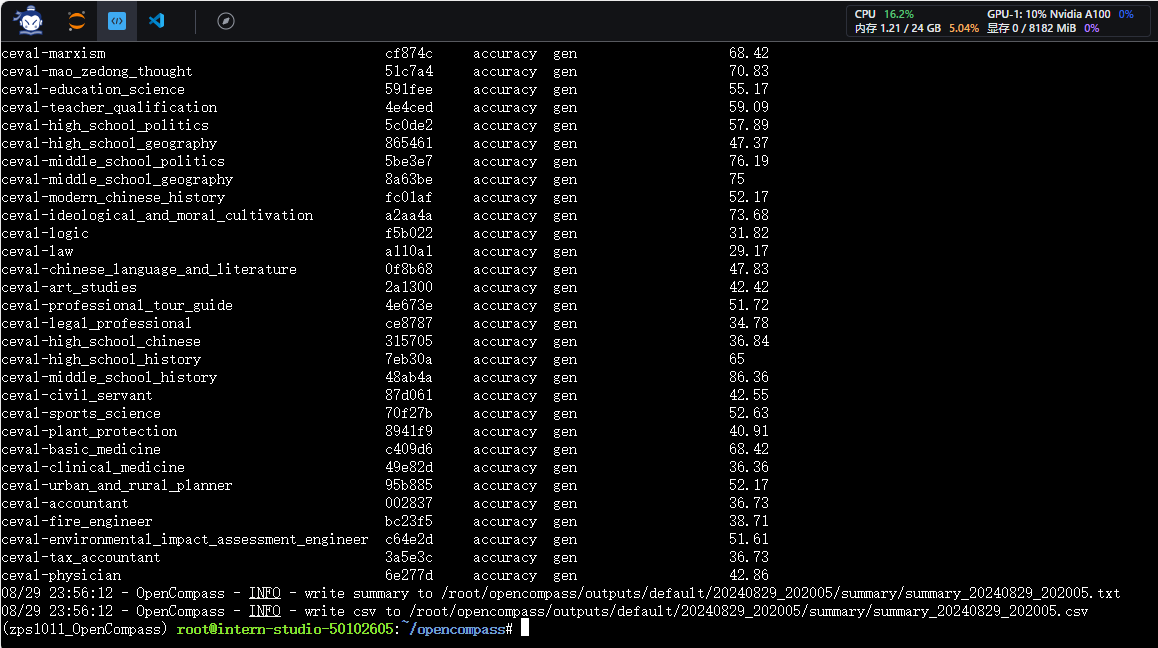 CPU 16.2% GPU-1: 10% Nvidia A100 0%
内存 1.21 / 24 GB 5.04% 显存 0 / 8182 MiB 0%
ceval-marxism cf874c accuracy gen 68.42
ceval-mao_zedong_thought 51c7a4 accuracy gen 70.83
ceval-education_science 591fee accuracy gen 55.17
ceval-teacher_qualification 4e4ced accuracy gen 59.09
ceval-high_school_politics 5c0de2 accuracy gen 57.89
ceval-high_school_geography 865461 accuracy gen 47.37
ceval-middle_school_politics 5be3e7 accuracy gen 76.19
ceval-middle_school_geography 8a63be accuracy gen 75
ceval-modern_chinese_history fc01af accuracy gen 52.17
ceval-ideological_and_moral_cultivation a2aa4a accuracy gen 73.68
ceval-logic f5b022 accuracy gen 31.82
ceval-law a110a1 accuracy gen 29.17
ceval-chinese_language_and_literature 0f8b68 accuracy gen 47.83
ceval-art_studies 2a1300 accuracy gen 42.42
ceval-professional_tour_guide 4e673e accuracy gen 51.72
ceval-legal_professional ce8787 accuracy gen 34.78
ceval-high_school_chinese 315705 accuracy gen 36.84
ceval-high_school_history 7eb30a accuracy gen 65
ceval-middle_school_history 48ab4a accuracy gen 86.36
ceval-civil_servant 87d061 accuracy gen 42.55
ceval-sports_science 70f27b accuracy gen 52.63
ceval-plant_protection 8941f9 accuracy gen 40.91
ceval-basic_medicine c409d6 accuracy gen 68.42
ceval-clinical_medicine 49e82d accuracy gen 36.36
ceval-urban_and_rural_planner 95b885 accuracy gen 52.17
ceval-accountant 002837 accuracy gen 36.73
ceval-fire_engineer bc23f5 accuracy gen 38.71
ceval-environmental_impact_assessment_engineer c64e2d accuracy gen 51.61
ceval-tax_accountant 3a5e3c accuracy gen 36.73
ceval-physician 6e277d accuracy gen 42.86
08/29 23:56:12 - OpenCompass - INFO - write summary to /root/opencompass/outputs/default/20240829_202005/summary/summary_20240829_202005.txt
08/29 23:56:12 - OpenCompass - INFO - write csv to /root/opencompass/outputs/default/20240829_202005/summary/summary_20240829_202005.csv
(zps1011_OpenCompass) root@intern-studio-50102605:~/opencompass#